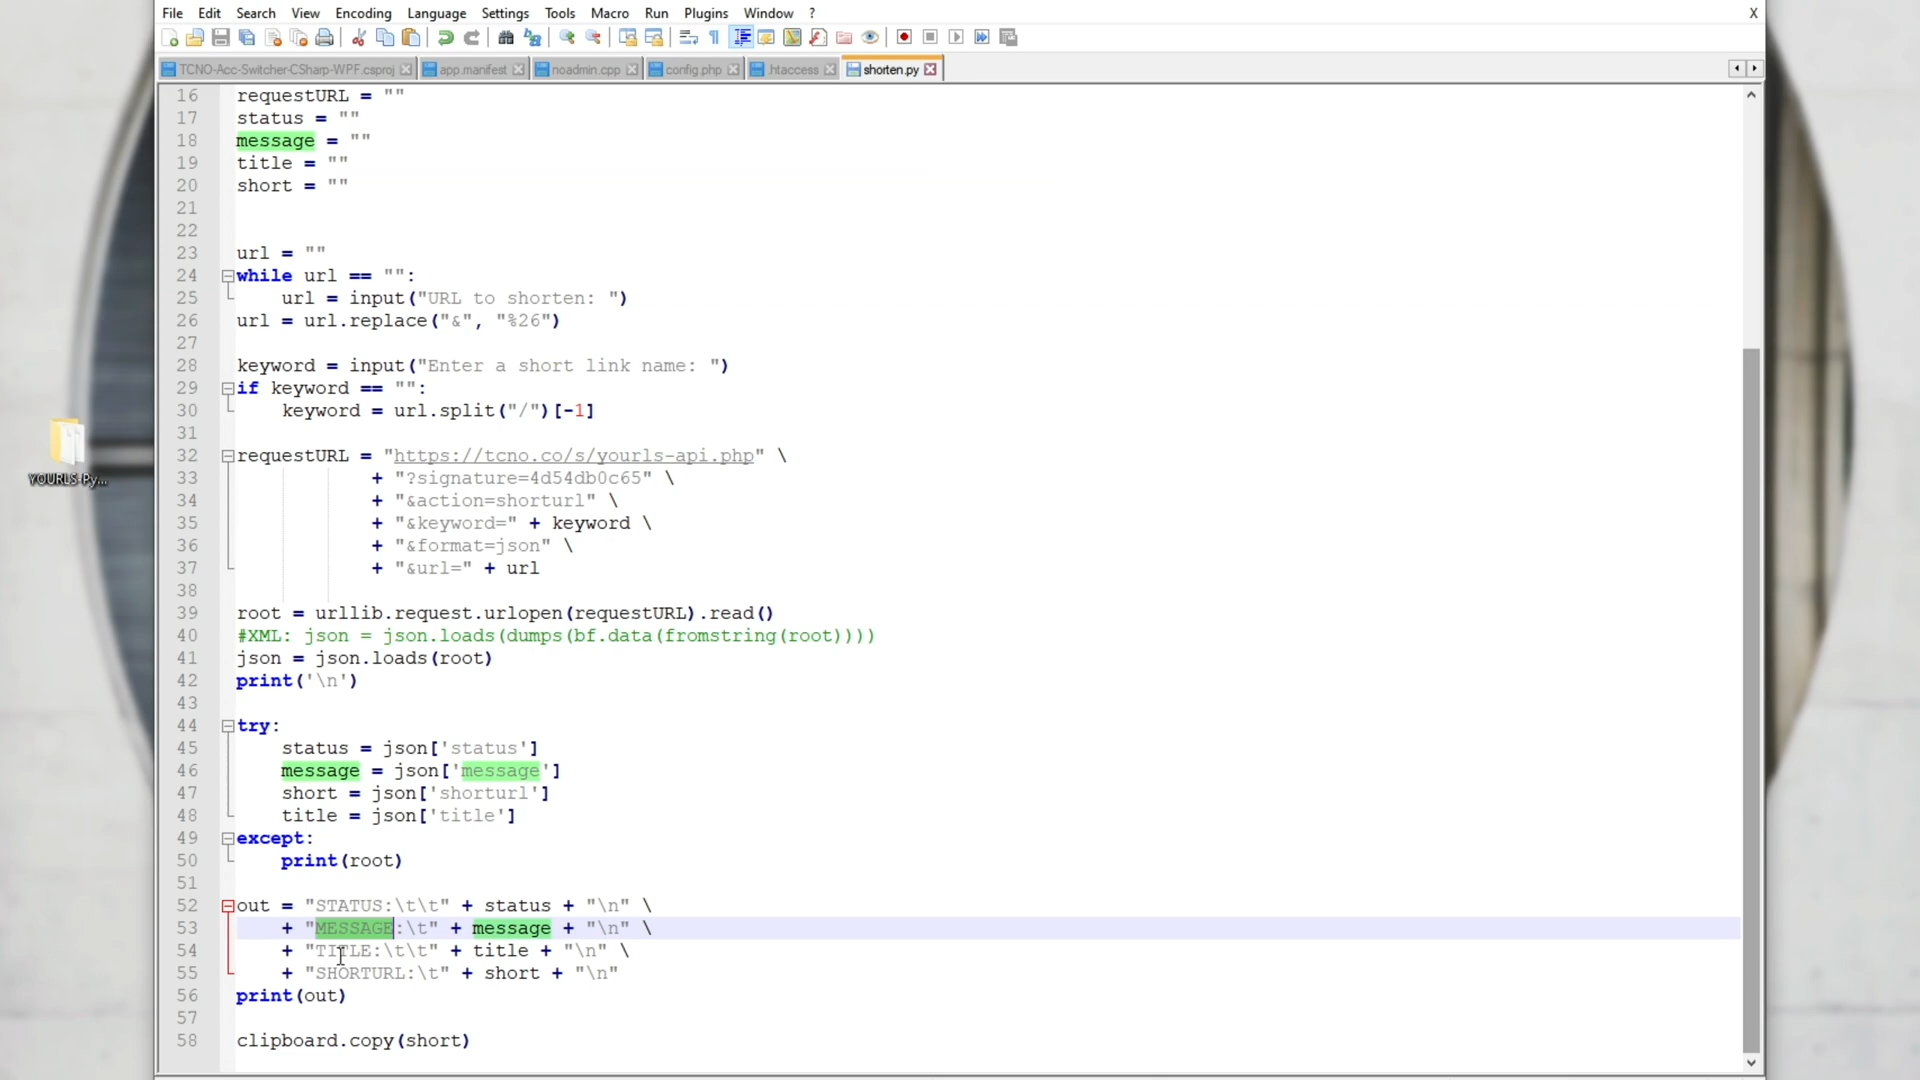 File Edit Search View Encoding Language Settings Tools Macro Run Plugins Window ? X
TCNO-Acc-Switcher-CSharp-WPF.csproj app.manifest noadmin.cpp config.php .htaccess shorten.py
16 requestURL = ""
17 status = ""
18 message = ""
19 title = ""
20 short = ""
21
22
23 url = ""
24 while url == "":
25 url = input("URL to shorten: ")
26 url = url.replace("&", "%26")
27
28 keyword = input("Enter a short link name: ")
29 if keyword == "":
30 keyword = url.split("/")[-1]
31
32 requestURL = "https://tcno.co/s/yourls-api.php" \
33 + "?signature=4d54db0c65" \
34 + "&action=shorturl" \
35 + "&keyword=" + keyword \
36 + "&format=json" \
37 + "&url=" + url
38
39 root = urllib.request.urlopen(requestURL).read()
40 #XML: json = json.loads(dumps(bf.data(fromstring(root))))
41 json = json.loads(root)
42 print('\n')
43
44 try:
45 status = json['status']
46 message = json['message']
47 short = json['shorturl']
48 title = json['title']
49 except:
50 print(root)
51
52 out = "STATUS:\t\t" + status + "\n" \
53 + "MESSAGE:\t" + message + "\n" \
54 + "TITLE:\t\t" + title + "\n" \
55 + "SHORTURL:\t" + short + "\n"
56 print(out)
57
58 clipboard.copy(short)
YOURLS-Py...